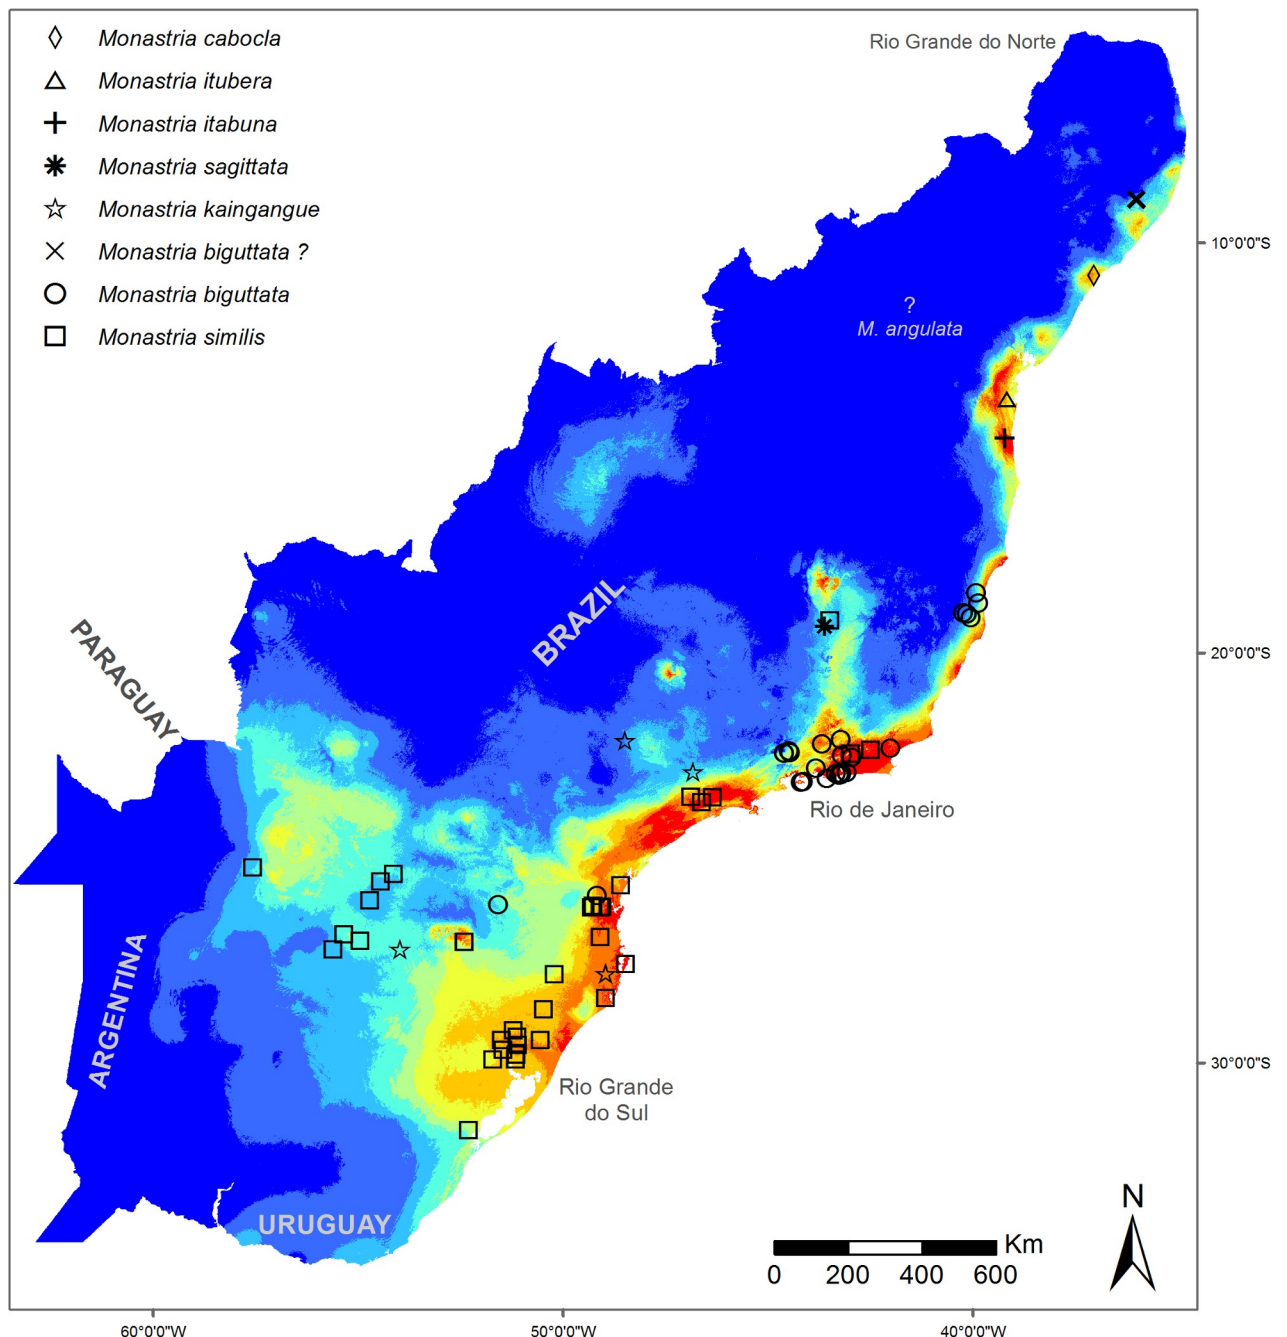 Monastria cabocla
Monastria itubera
Monastria itabuna
Monastria sagittata
Monastria kaingangue
Monastria biguttata ?
Monastria biguttata
Monastria similis
Rio Grande do Norte
10°0'0"S
?
M. angulata
BRAZIL
PARAGUAY
20°0'0"S
Rio de Janeiro
ARGENTINA
30°0'0"S
Rio Grande
do Sul
URUGUAY
N
Km
0 200 400 600
60°0'0"W 50°0'0"W 40°0'0"W